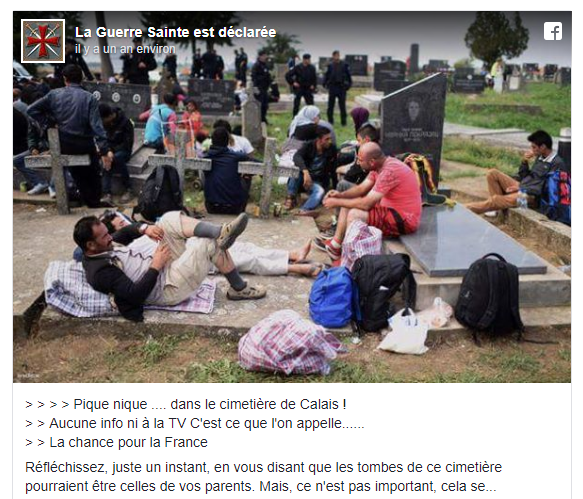 La Guerre Sainte est déclarée
il y a un an environ
> > > > Pique nique .... dans le cimetière de Calais !
> > Aucune info ni à la TV C'est ce que l'on appelle......
> > La chance pour la France
Réfléchissez, juste un instant, en vous disant que les tombes de ce cimetière
pourraient être celles de vos parents. Mais, ce n'est pas important, cela se...